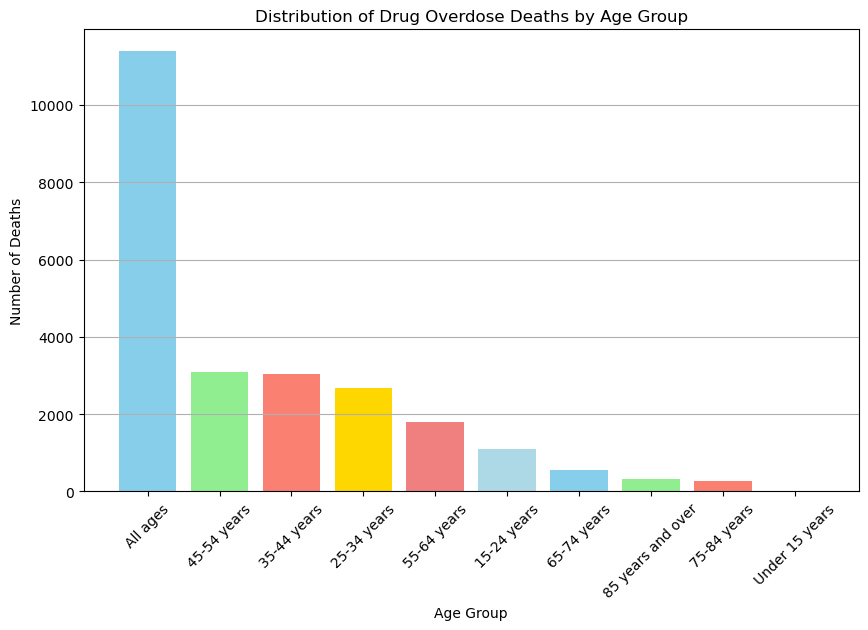 Distribution of Drug Overdose Deaths by Age Group
Number of Deaths
10000
8000
6000
4000
2000
0
All ages
45-54 years
35-44 years
25-34 years
55-64 years
15-24 years
65-74 years
85 years and over
75-84 years
Under 15 years
Age Group